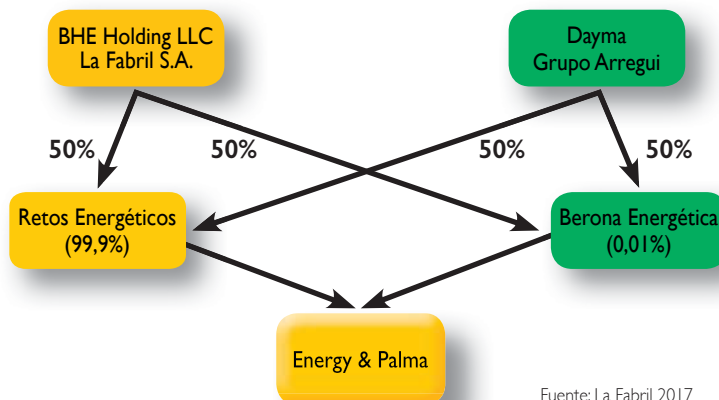 BHE Holding LLC
La Fabril S.A.
Dayma
Grupo Arregui
50%
50%
50%
50%
Retos Energéticos
(99,9%)
Berona Energética
(0,01%)
Energy & Palma
Fuente: La Fabril 2017